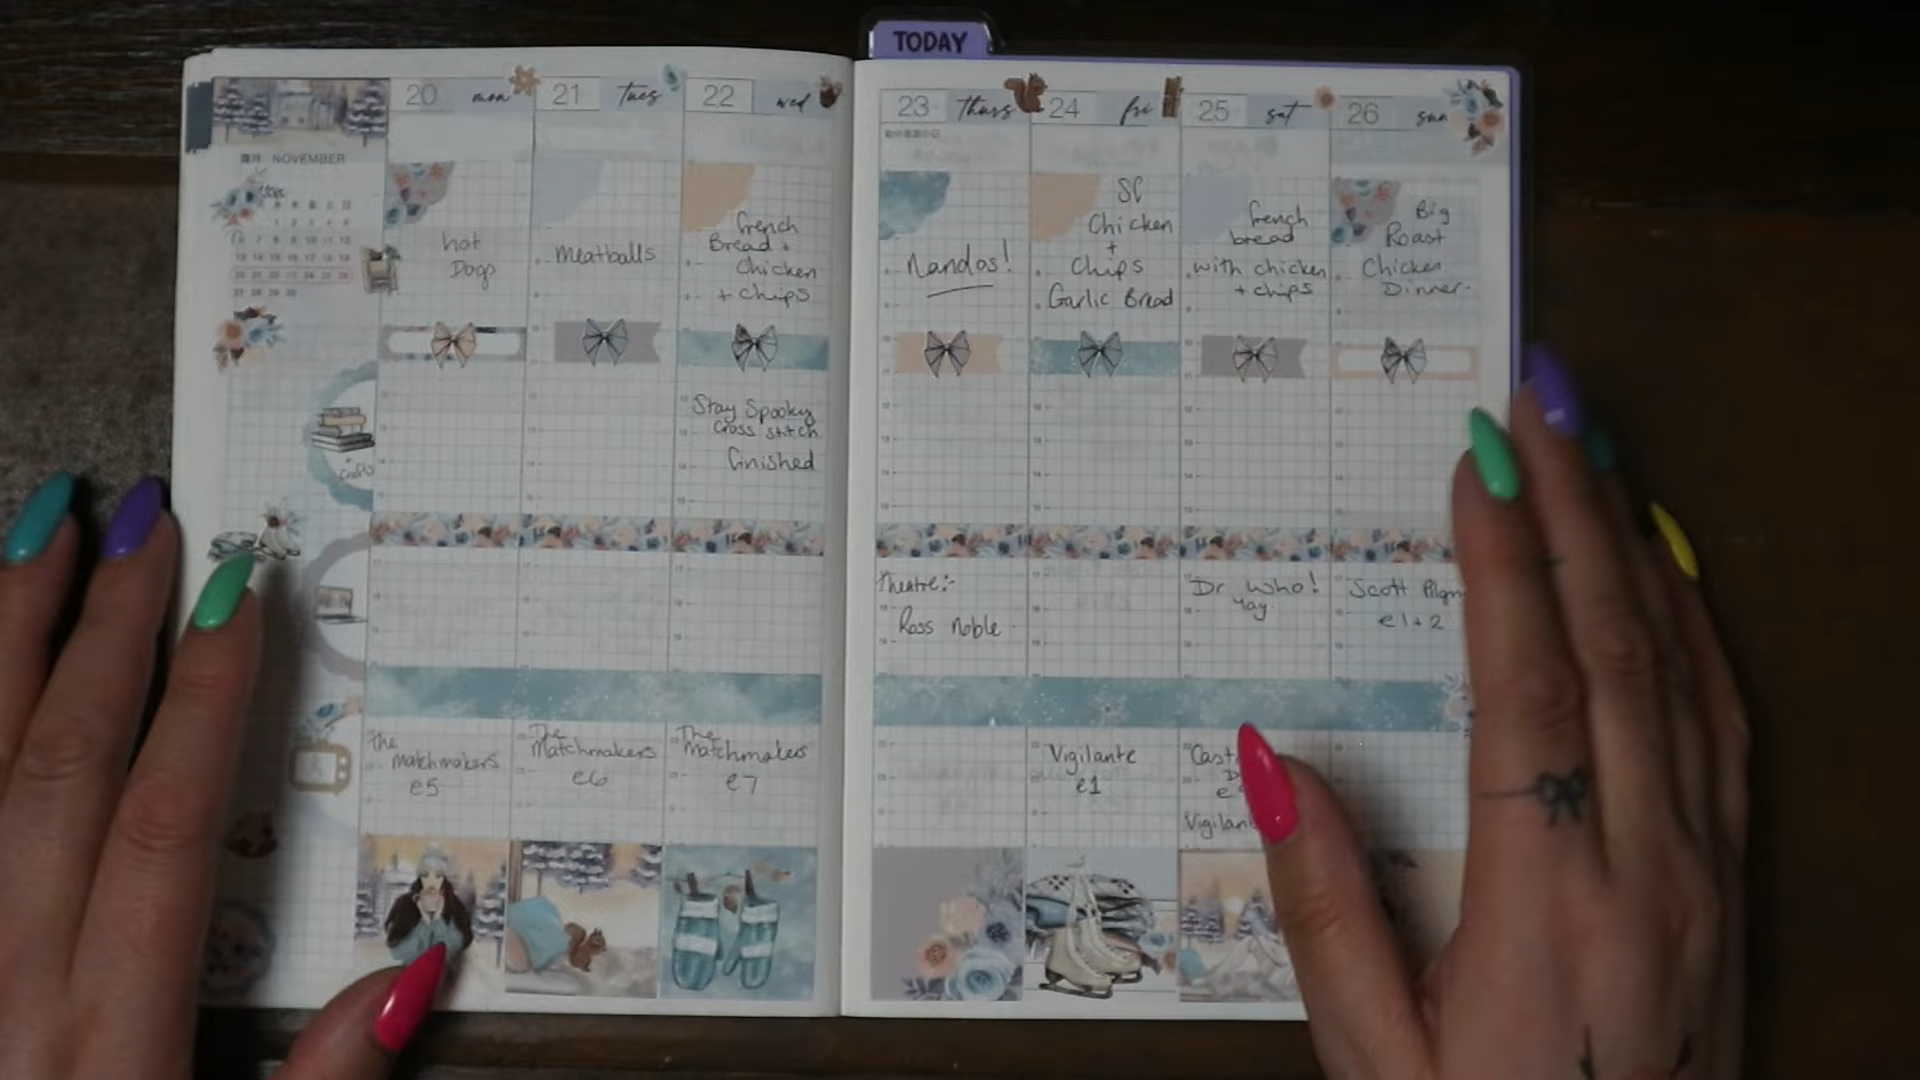 TODAY
20 mon
21 tues
22 wed
23 thurs
24 fri
25 sat
26 sun
NOVEMBER
hot
Dogs
Meatballs
French
Bread +
Chicken
+ chips
Nandos!
SC
Chicken
+
Chips
Garlic Bread
French
bread
with chicken
+ chips
Big
Roast
Chicken
Dinner.
Stay Spooky
Cross stitch
finished
Crafts
Theatre:-
Ross Noble
Dr Who!
Yay.
Scott
e1+2
The
Matchmakers
e5
The
Matchmakers
e6
The
Matchmakers
e7
Vigilante
e1